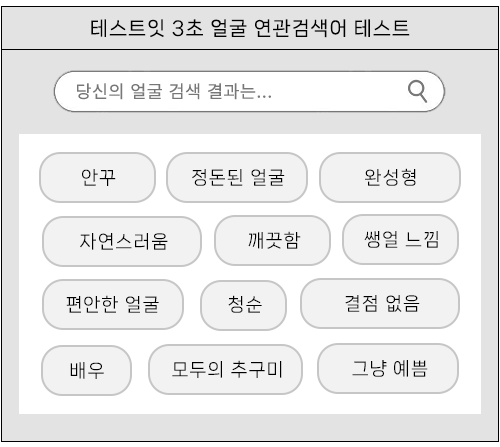 테스트잇 3초 얼굴 연관검색어 테스트
당신의 얼굴 검색 결과는...
안꾸 정돈된 얼굴 완성형
자연스러움 깨끗함 쌩얼 느낌
편안한 얼굴 청순 결점 없음
배우 모두의 추구미 그냥 예쁨